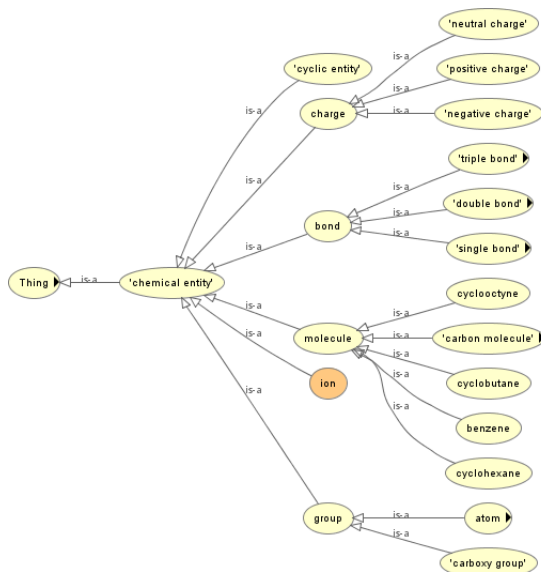 'neutral charge'
'cyclic entity'
'positive charge'
is-a
is-a
charge
is-a
'negative charge'
is-a
'triple bond'
is-a
is-a
'double bond'
is-a
bond
is-a
is-a
'single bond'
Thing
is-a
'chemical entity'
cyclooctyne
is-a
is-a
molecule
is-a
'carbon molecule'
is-a
is-a
cyclobutane
ion
is-a
is-a
benzene
is-a
cyclohexane
group
is-a
atom
is-a
'carboxy group'